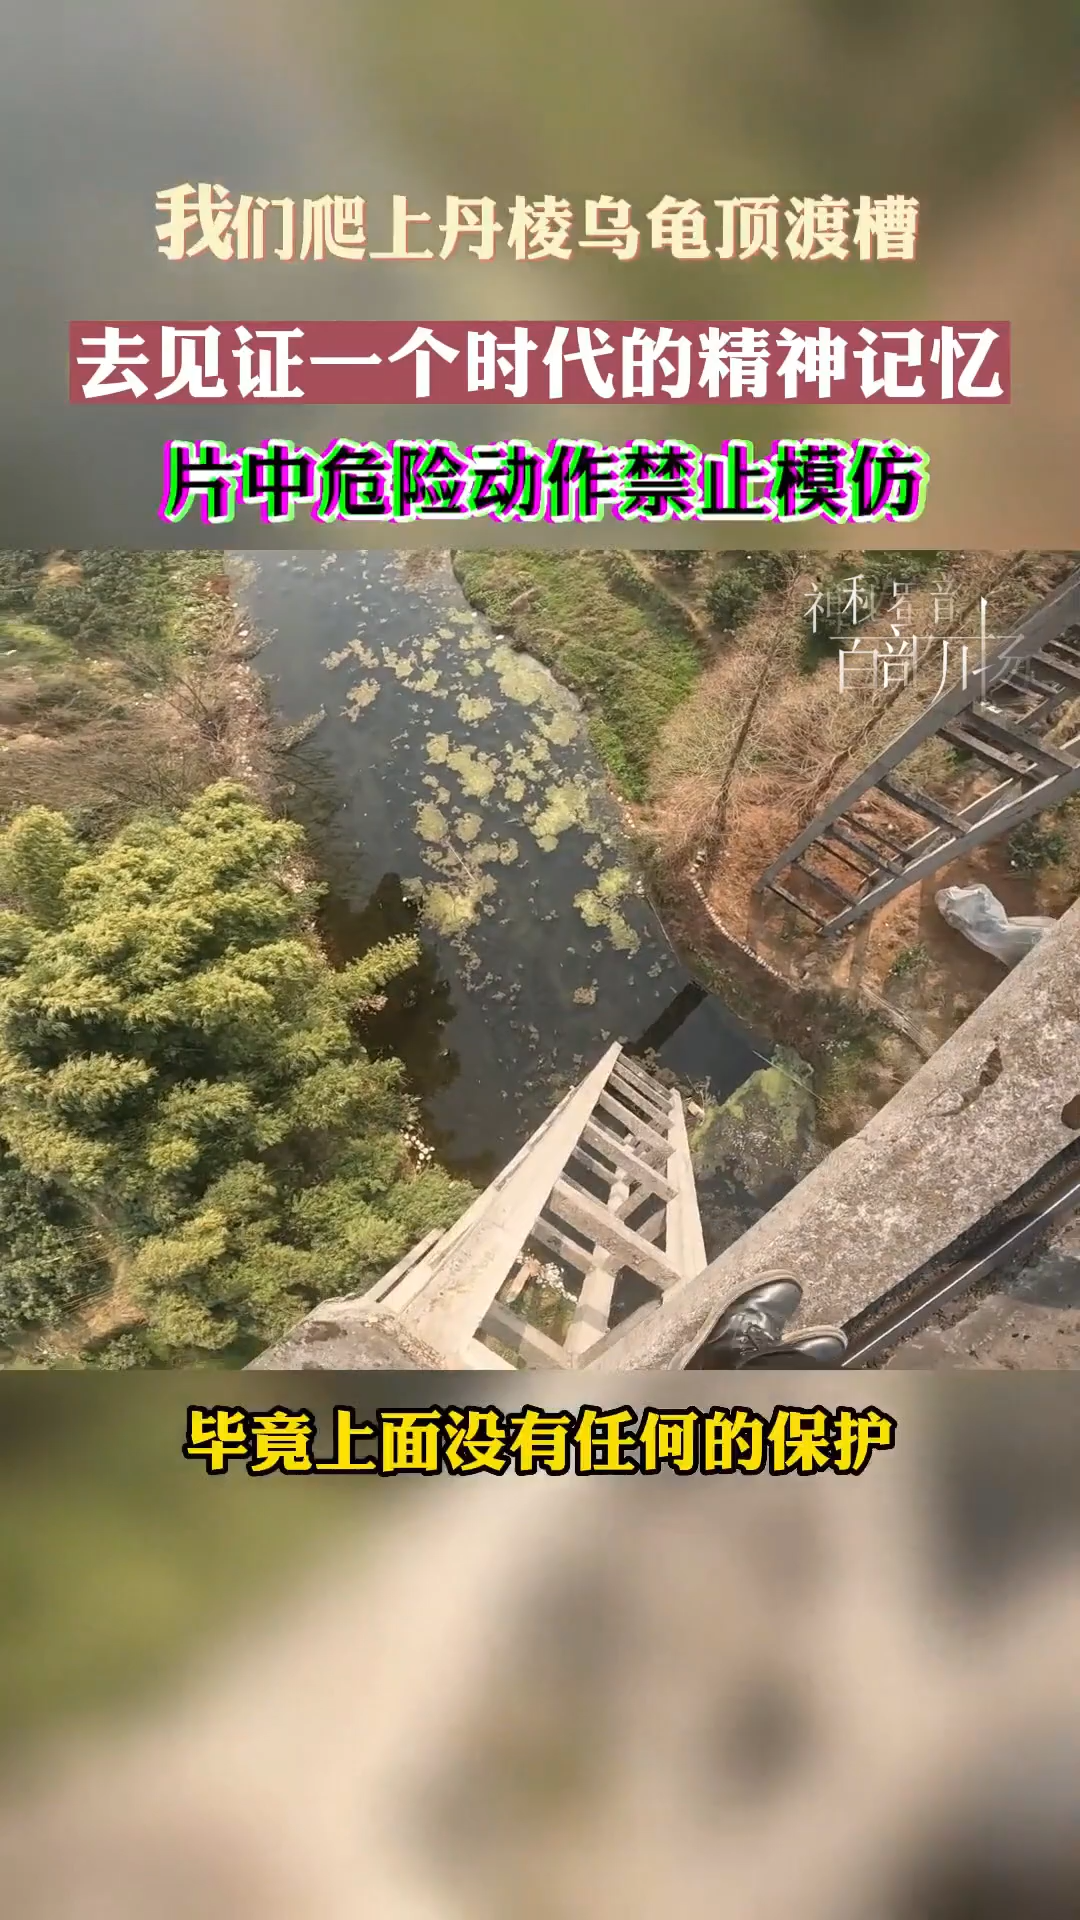 我们爬上丹棱乌龟顶渡槽
去见证一个时代的精神记忆
片中危险动作禁止模仿
毕竟上面没有任何的保护